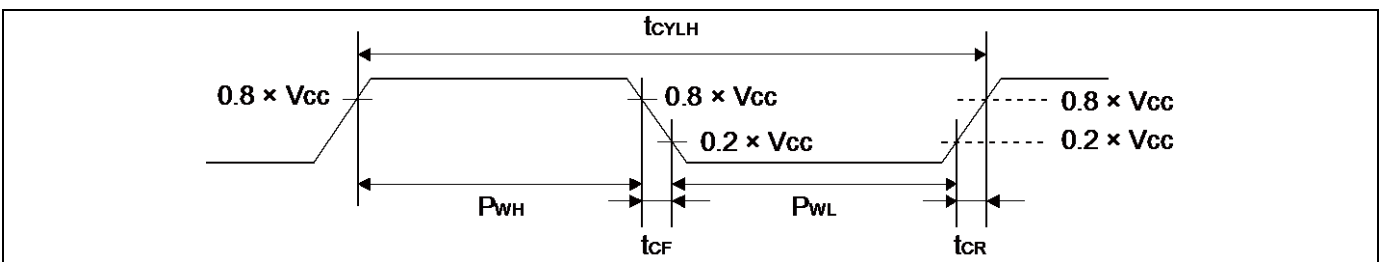 tCYLH
0.8 × VCC
0.8 × VCC
0.8 × VCC
0.2 × VCC
0.2 × VCC
PWH
PWL
tCF
tCR